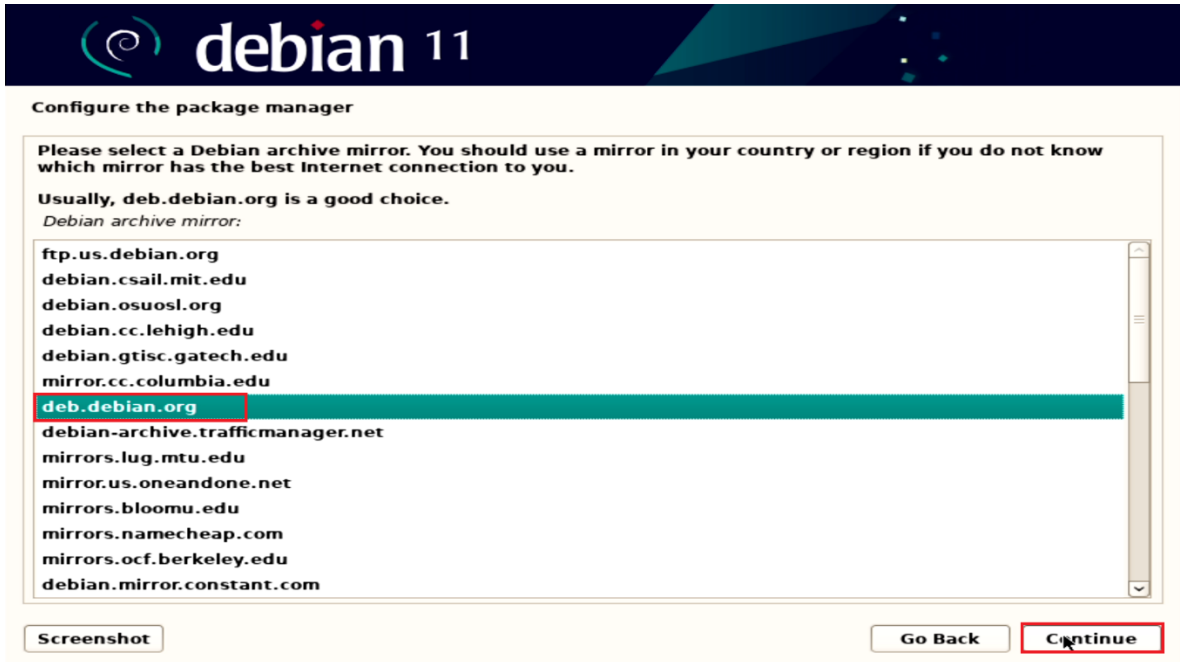 debian 11
Configure the package manager
Please select a Debian archive mirror. You should use a mirror in your country or region if you do not know
which mirror has the best Internet connection to you.
Usually, deb.debian.org is a good choice.
Debian archive mirror:
ftp.us.debian.org
debian.csail.mit.edu
debian.osuosl.org
debian.cc.lehigh.edu
debian.gtisc.gatech.edu
mirror.cc.columbia.edu
deb.debian.org
debian-archive.trafficmanager.net
mirrors.lug.mtu.edu
mirror.us.oneandone.net
mirrors.bloomu.edu
mirrors.namecheap.com
mirrors.ocf.berkeley.edu
debian.mirror.constant.com
Screenshot Go Back Continue